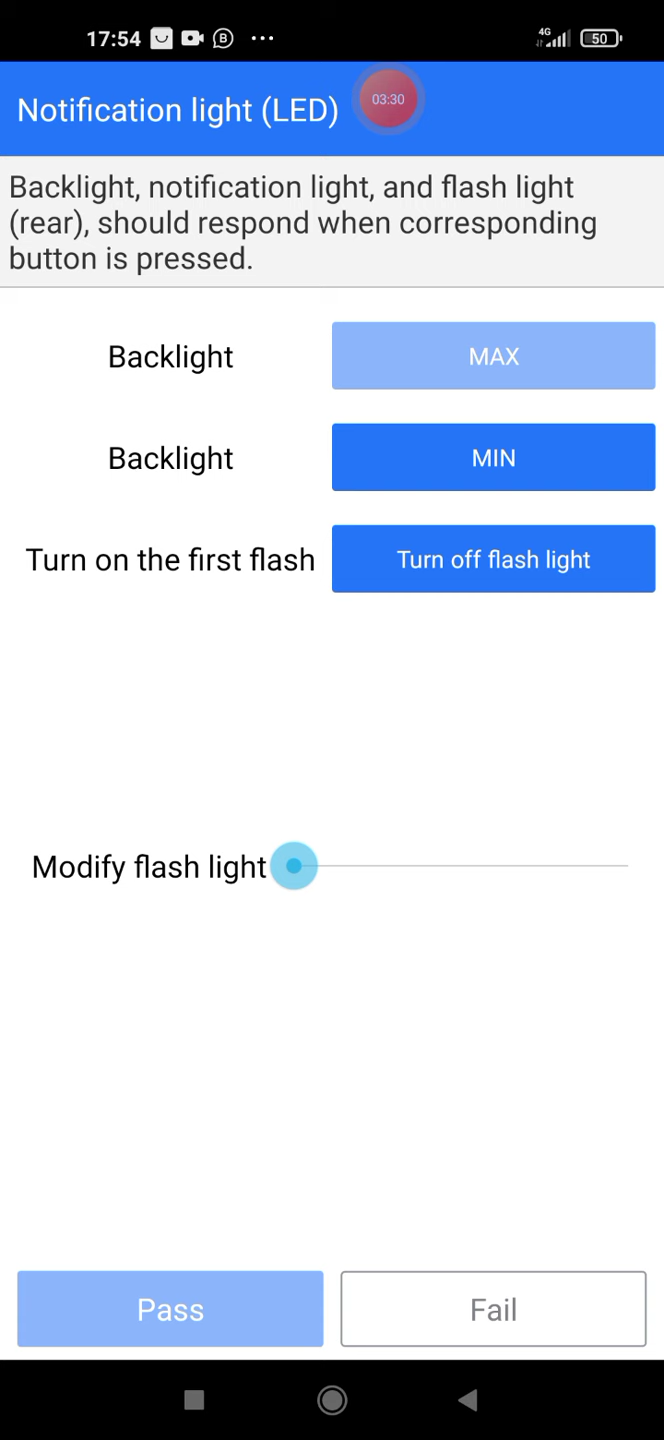 17:54
4G
50
Notification light (LED)
03:30
Backlight, notification light, and flash light
(rear), should respond when corresponding
button is pressed.
Backlight MAX
Backlight MIN
Turn on the first flash Turn off flash light
Modify flash light
Pass Fail